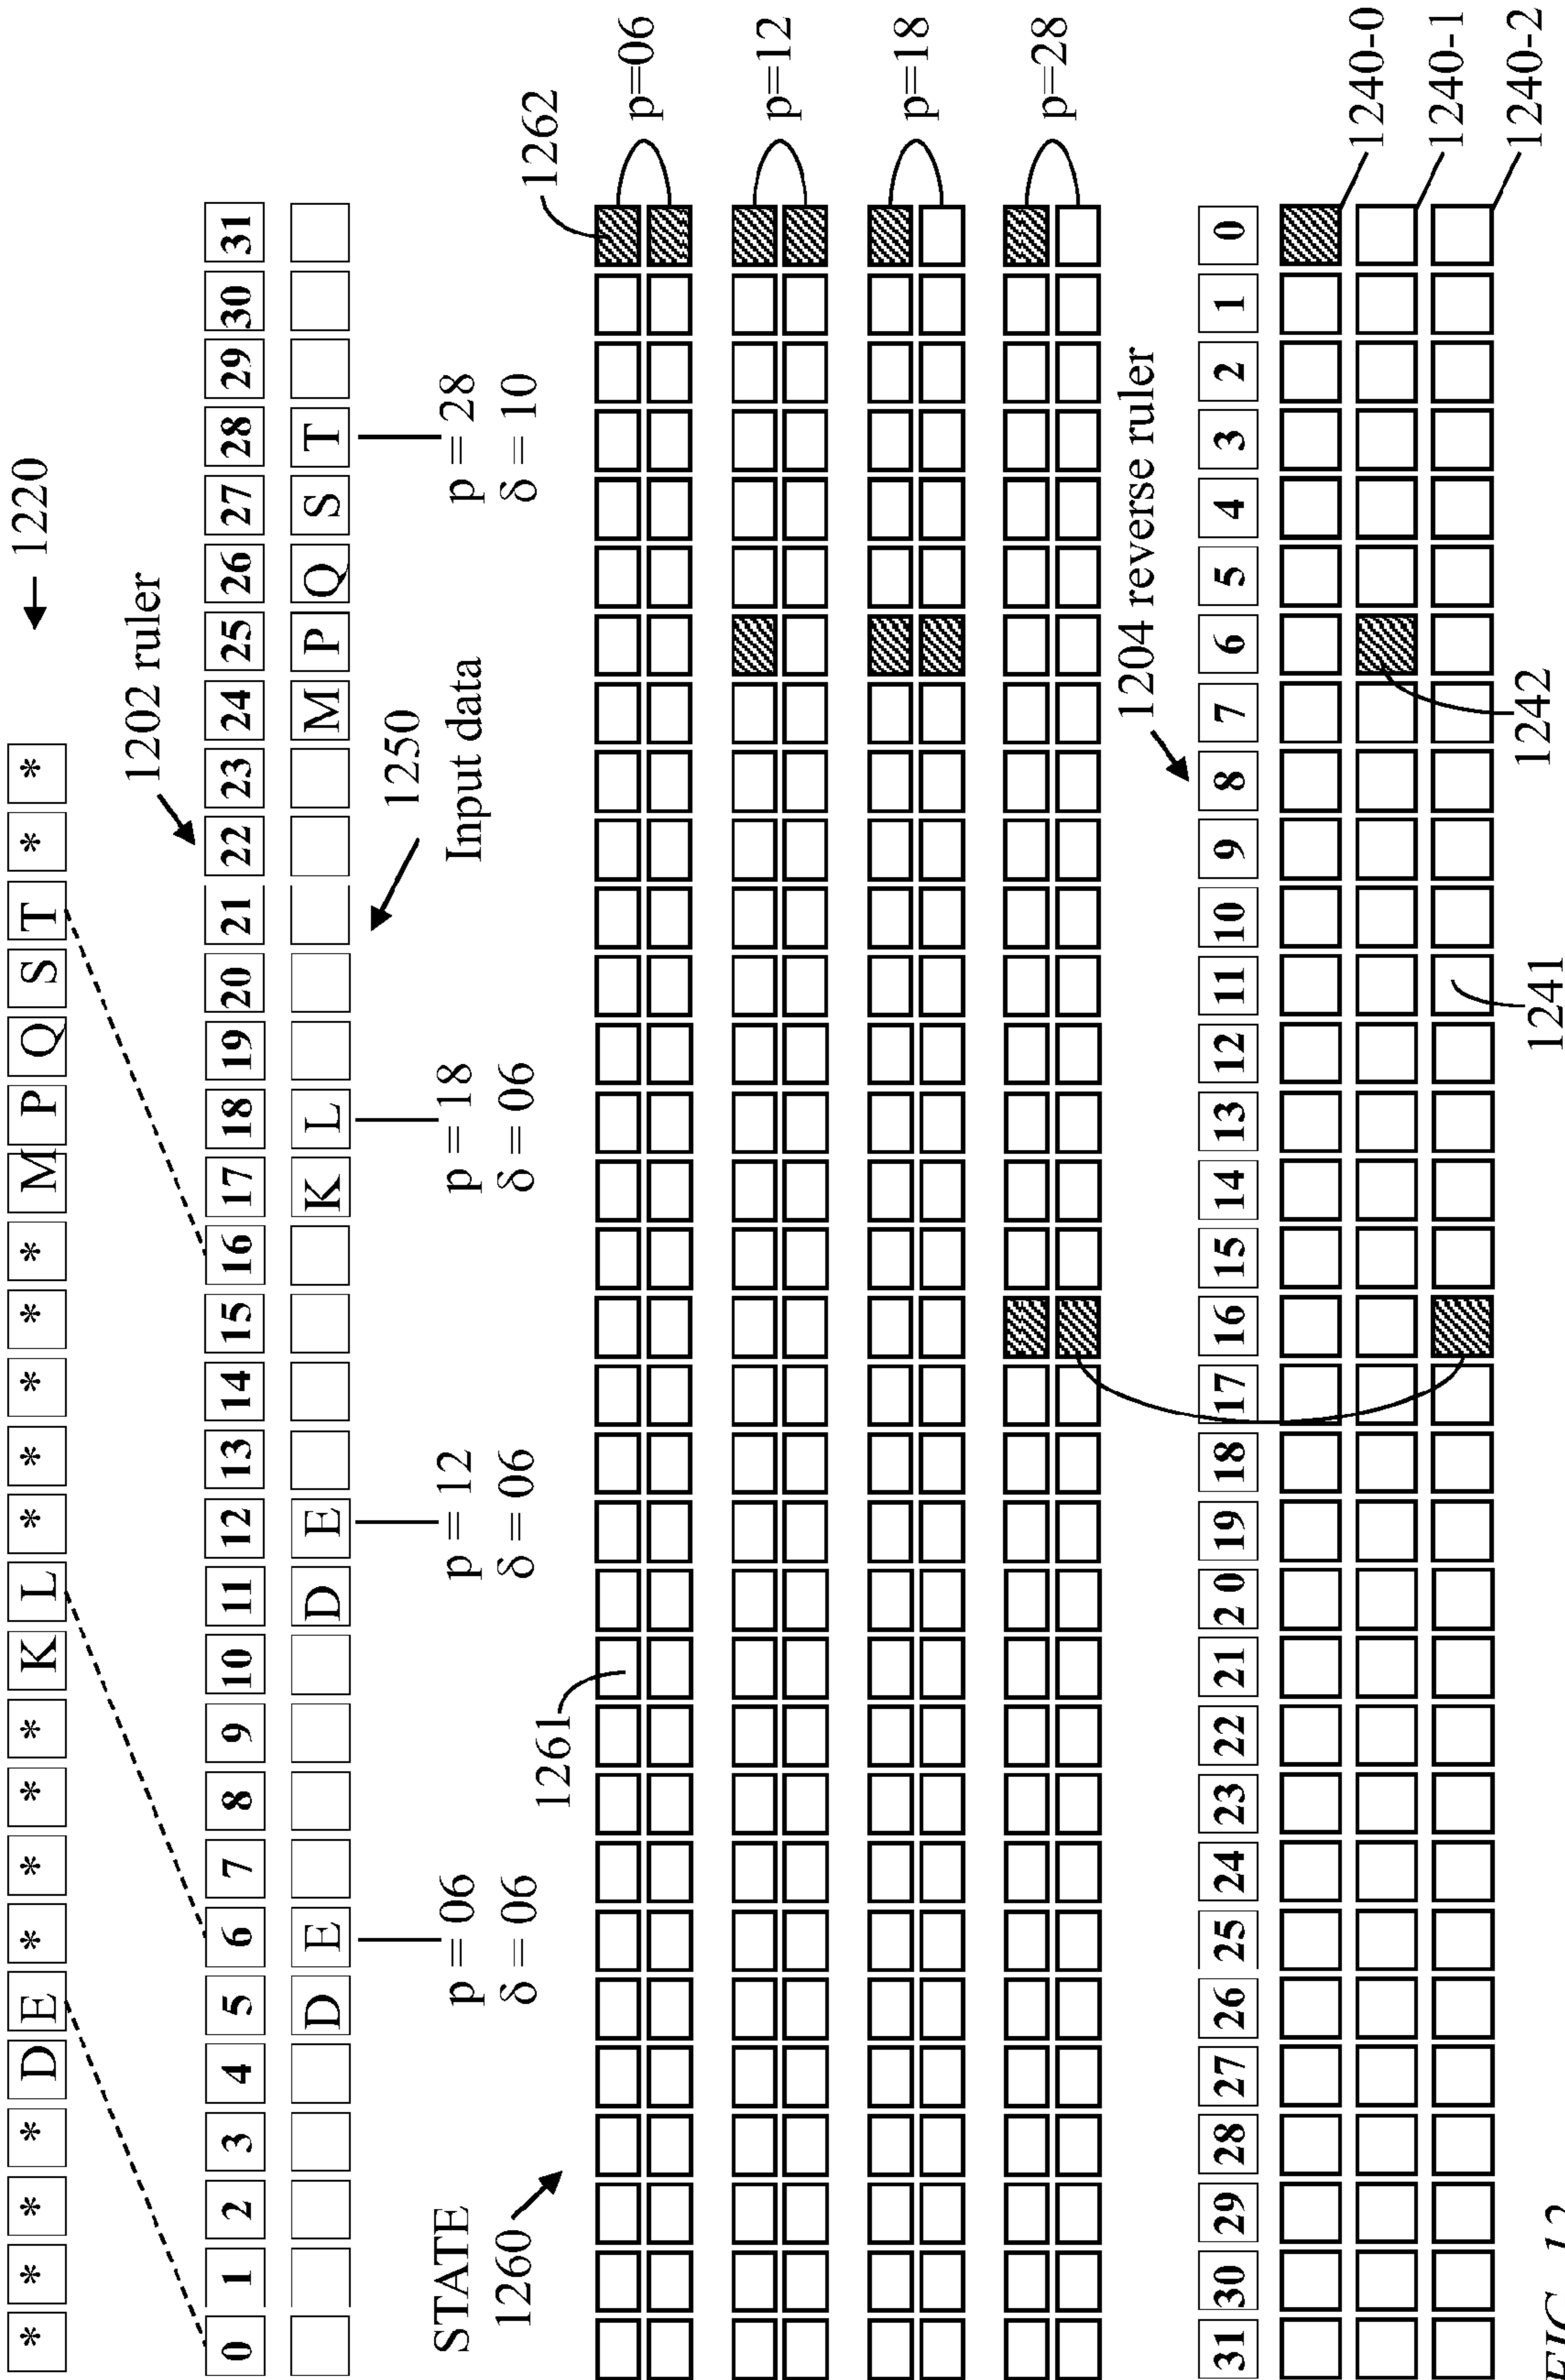 * * * * D E * * * * K L * * * * * M P Q S T * *
1220
1202 ruler
0 1 2 3 4 5 6 7 8 9 10 11 12 13 14 15 16 17 18 19 20 21 22 23 24 25 26 27 28 29 30 31
D E D E K L M P Q S T
1250
Input data
p = 06
δ = 06
p = 12
δ = 06
p = 18
δ = 06
p = 28
δ = 10
STATE
1260
1261
1262
p=06
p=12
p=18
p=28
1204 reverse ruler
31 30 29 28 27 26 25 24 23 22 21 2 0 19 18 17 16 15 14 13 12 11 10 9 8 7 6 5 4 3 2 1 0
1240-0
1240-1
1240-2
1241
1242
FIG. 12